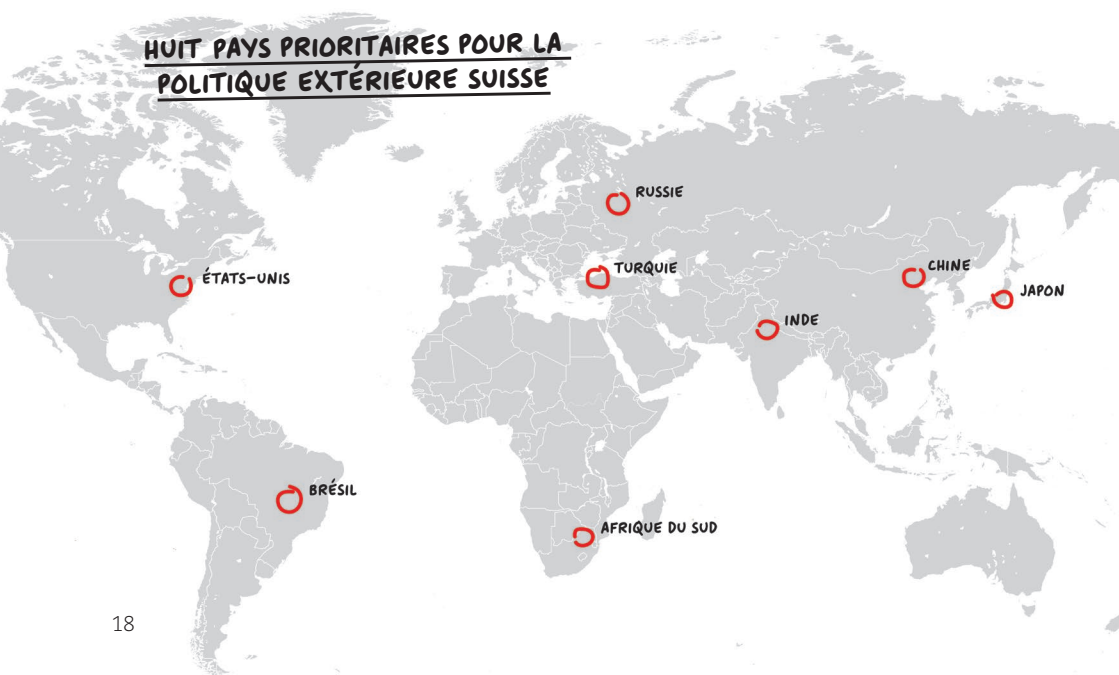 HUIT PAYS PRIORITAIRES POUR LA
POLITIQUE EXTÉRIEURE SUISSE
RUSSIE
TURQUIE
ÉTATS-UNIS
CHINE
JAPON
INDE
BRÉSIL
AFRIQUE DU SUD
18